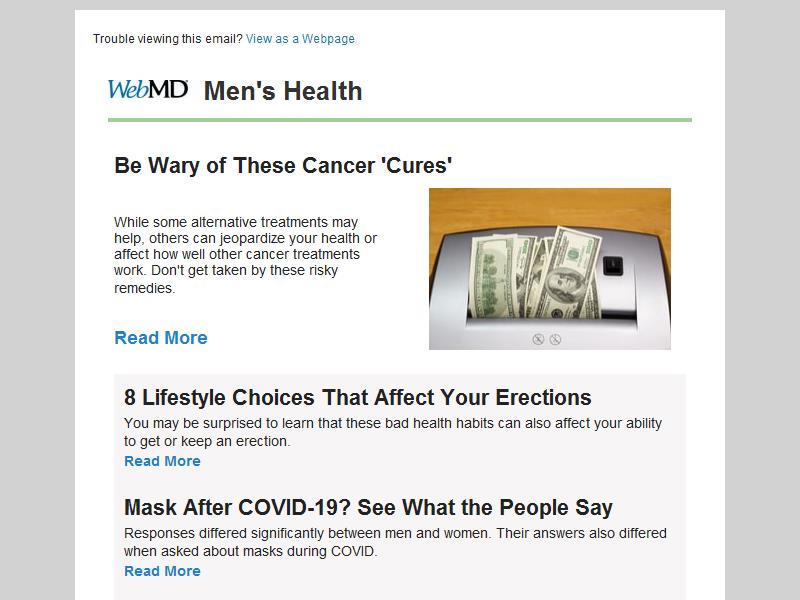 Trouble viewing this email? View as a Webpage
WebMD Men's Health
Be Wary of These Cancer 'Cures'
While some alternative treatments may
help, others can jeopardize your health or
affect how well other cancer treatments
work. Don't get taken by these risky
remedies.
Read More
8 Lifestyle Choices That Affect Your Erections
You may be surprised to learn that these bad health habits can also affect your ability
to get or keep an erection.
Read More
Mask After COVID-19? See What the People Say
Responses differed significantly between men and women. Their answers also differed
when asked about masks during COVID.
Read More